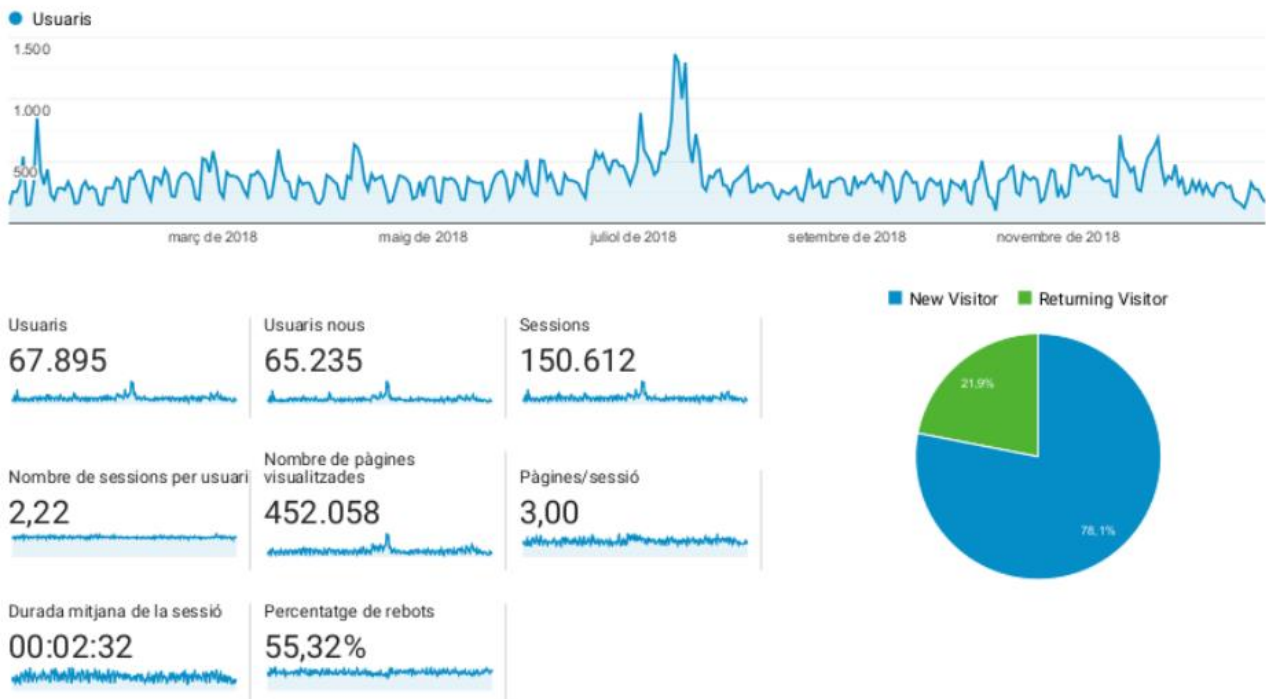 Usuaris
1.500
1.000
500
març de 2018
maig de 2018
juliol de 2018
setembre de 2018
novembre de 2018
New Visitor
Returning Visitor
Usuaris
67.895
Usuaris nous
65.235
Sessions
150.612
Nombre de sessions per usuari
2,22
Nombre de pàgines
visualitzades
452.058
Pàgines/sessió
3,00
Durada mitjana de la sessió
00:02:32
Percentatge de rebots
55,32%
21,9%
78,1%